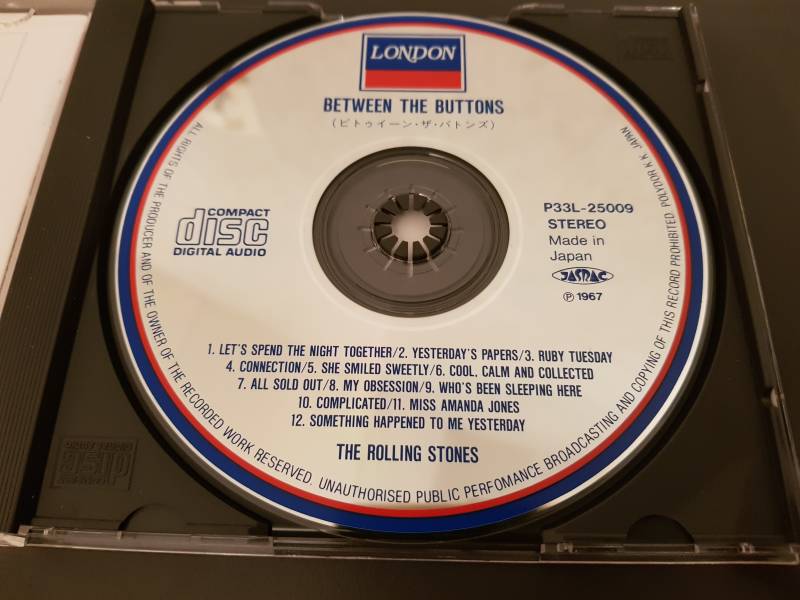 LONDON
BETWEEN THE BUTTONS
(ビトゥイーン・ザ・バトンズ)
COMPACT
disc
DIGITAL AUDIO
P33L-25009
STEREO
Made in
Japan
JASRAC
Ⓟ 1967
1. LET'S SPEND THE NIGHT TOGETHER/2. YESTERDAY'S PAPERS/3. RUBY TUESDAY
4. CONNECTION/5. SHE SMILED SWEETLY/6. COOL, CALM AND COLLECTED
7. ALL SOLD OUT/8. MY OBSESSION/9. WHO'S BEEN SLEEPING HERE
10. COMPLICATED/11. MISS AMANDA JONES
12. SOMETHING HAPPENED TO ME YESTERDAY
THE ROLLING STONES
ALL RIGHTS OF THE PRODUCER AND OF THE OWNER OF THE RECORDED WORK RESERVED. UNAUTHORISED PUBLIC PERFOMANCE BROADCASTING AND COPYING OF THIS RECORD PROHIBITED. POLYDOR K.K. JAPAN